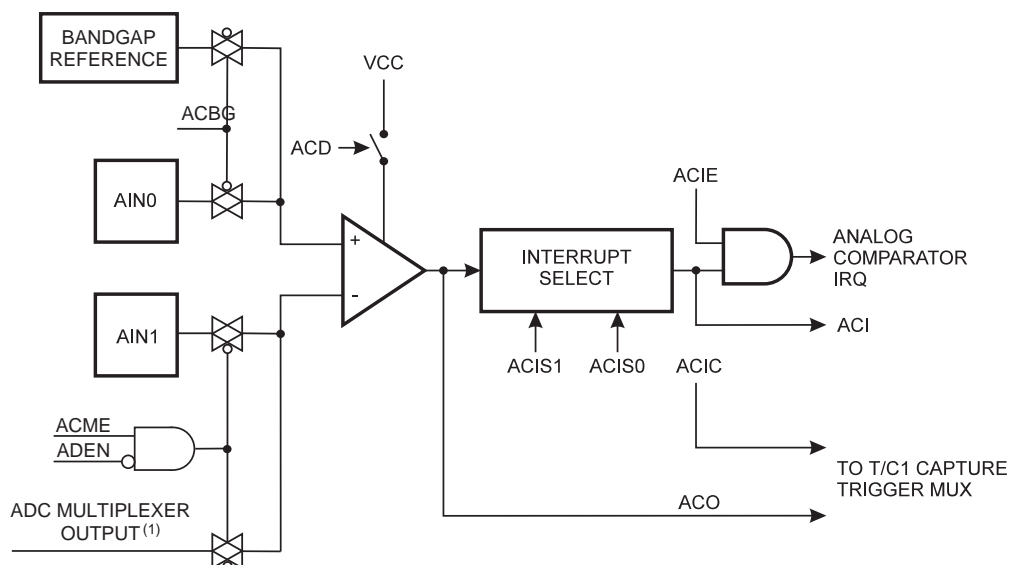 BANDGAP
REFERENCE
VCC
ACBG
ACD
AIN0
ACIE
+
INTERRUPT
SELECT
ANALOG
COMPARATOR
IRQ
-
AIN1
ACI
ACIS1
ACIS0
ACIC
ACME
ADEN
TO T/C1 CAPTURE
TRIGGER MUX
ACO
ADC MULTIPLEXER
OUTPUT (1)